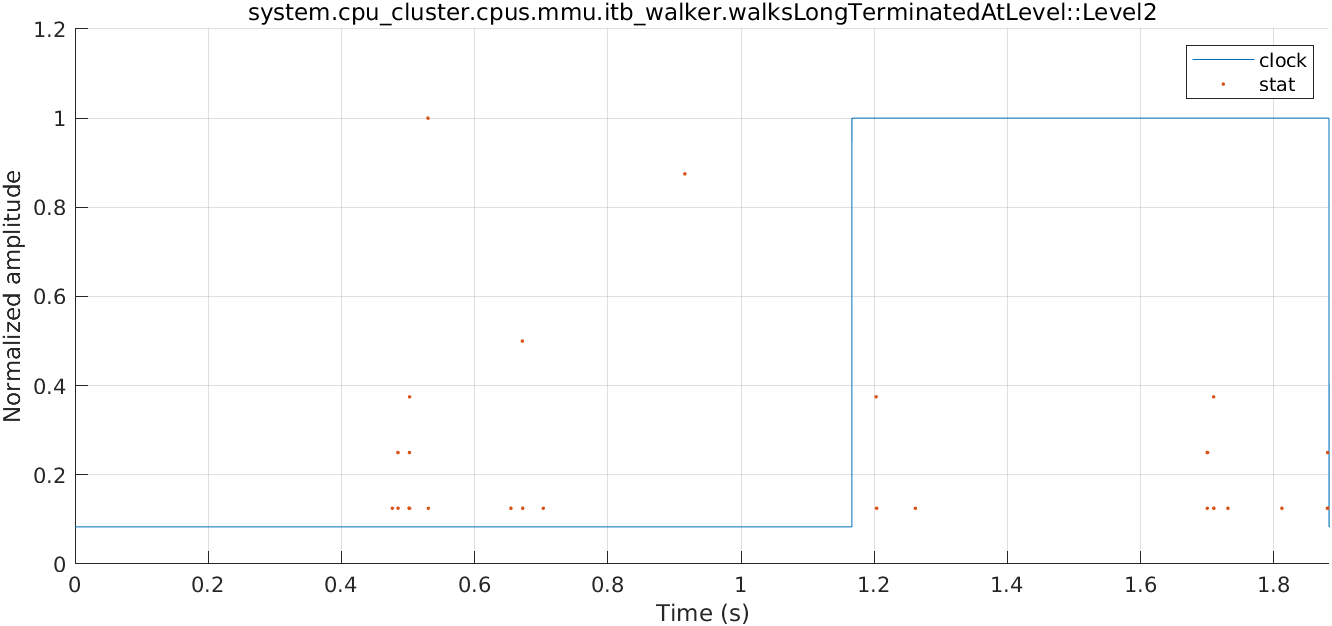 system.cpu_cluster.cpus.mmu.itb_walker.walksLongTerminatedAtLevel::Level2
1.2
clock
stat
1
0.8
Normalized amplitude
0.6
0.4
0.2
0
0 0.2 0.4 0.6 0.8 1 1.2 1.4 1.6 1.8
Time (s)